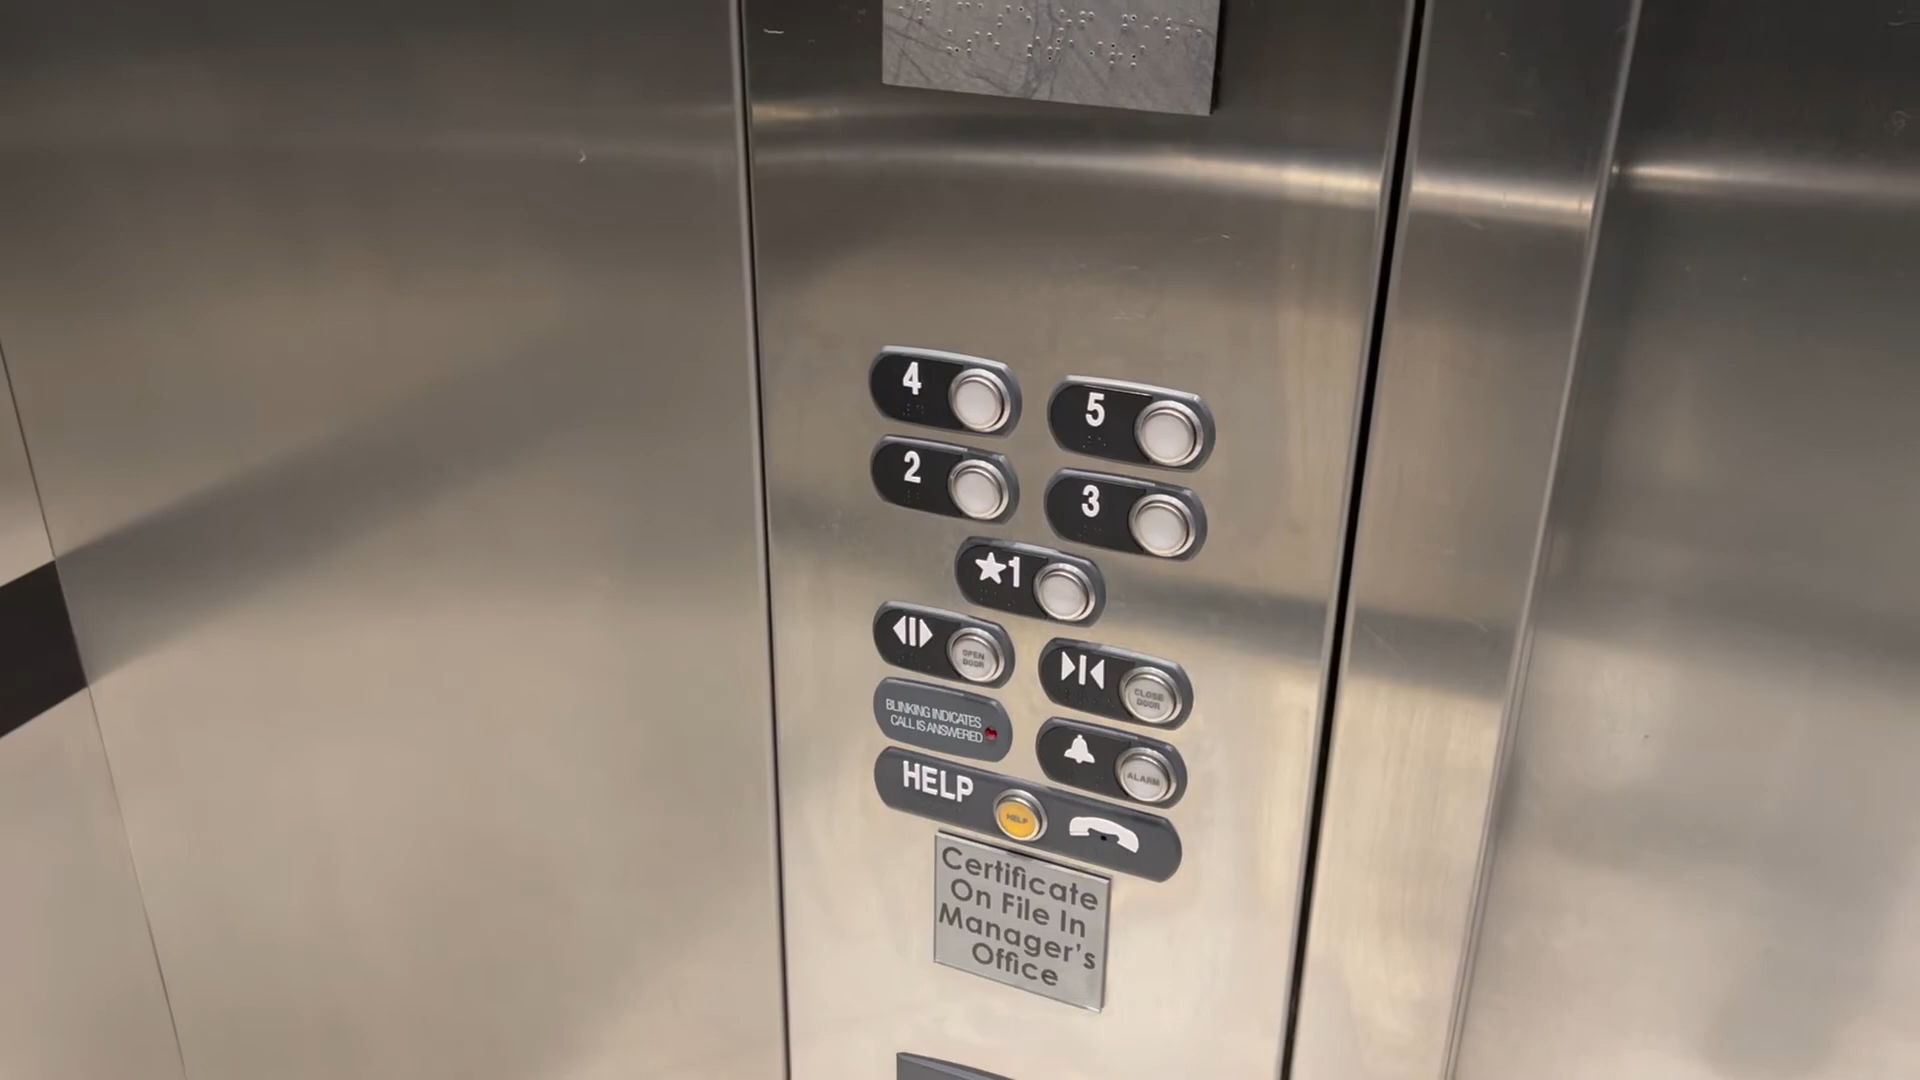 4
5
2
3
★1
OPEN
DOOR
CLOSE
DOOR
BLINKING INDICATES
CALL IS ANSWERED
ALARM
HELP
HELP
Certificate
On File In
Manager's
Office